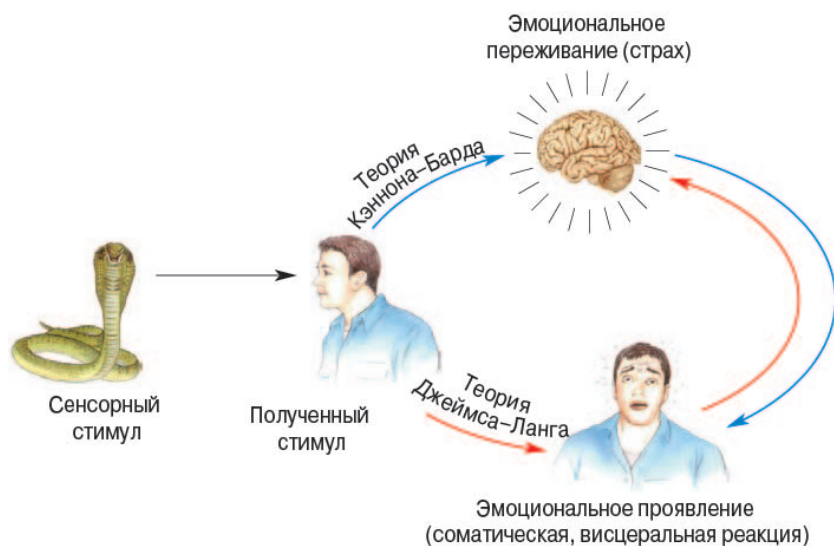 Эмоциональное
переживание (страх)
Теория
Кэннона–Барда
Сенсорный
стимул
Полученный
стимул
Теория
Джеймса–Ланга
Эмоциональное проявление
(соматическая, висцеральная реакция)